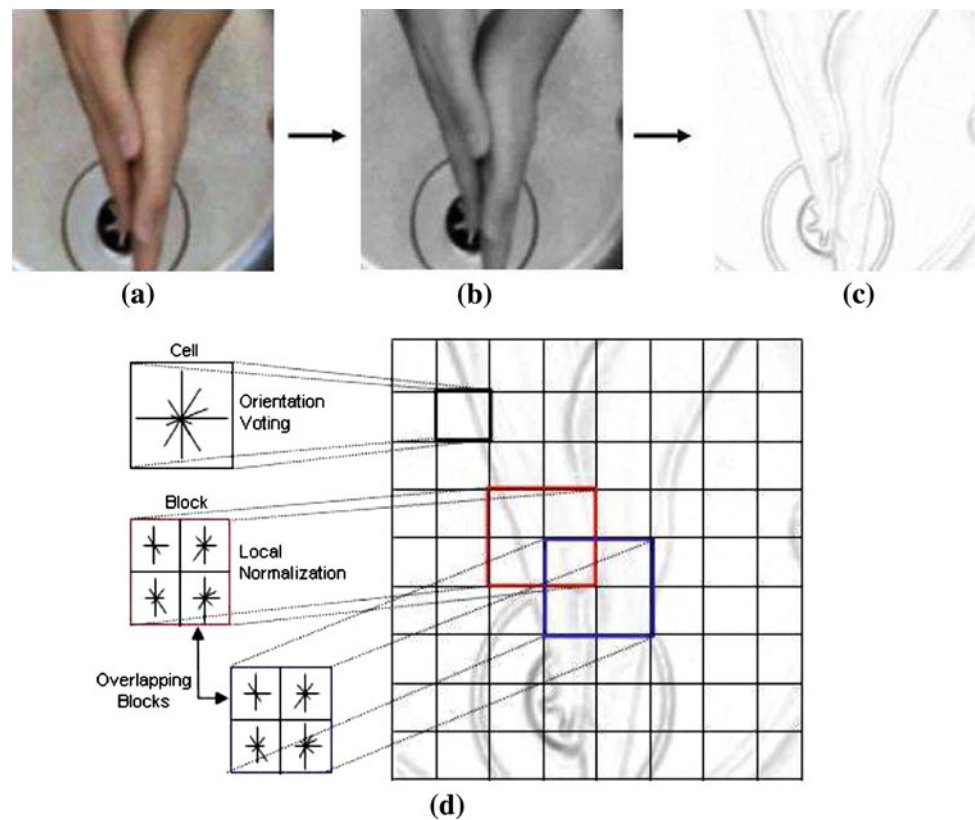 (a)
(b)
(c)
Cell
Orientation
Voting
Block
Local
Normalization
Overlapping
Blocks
(d)